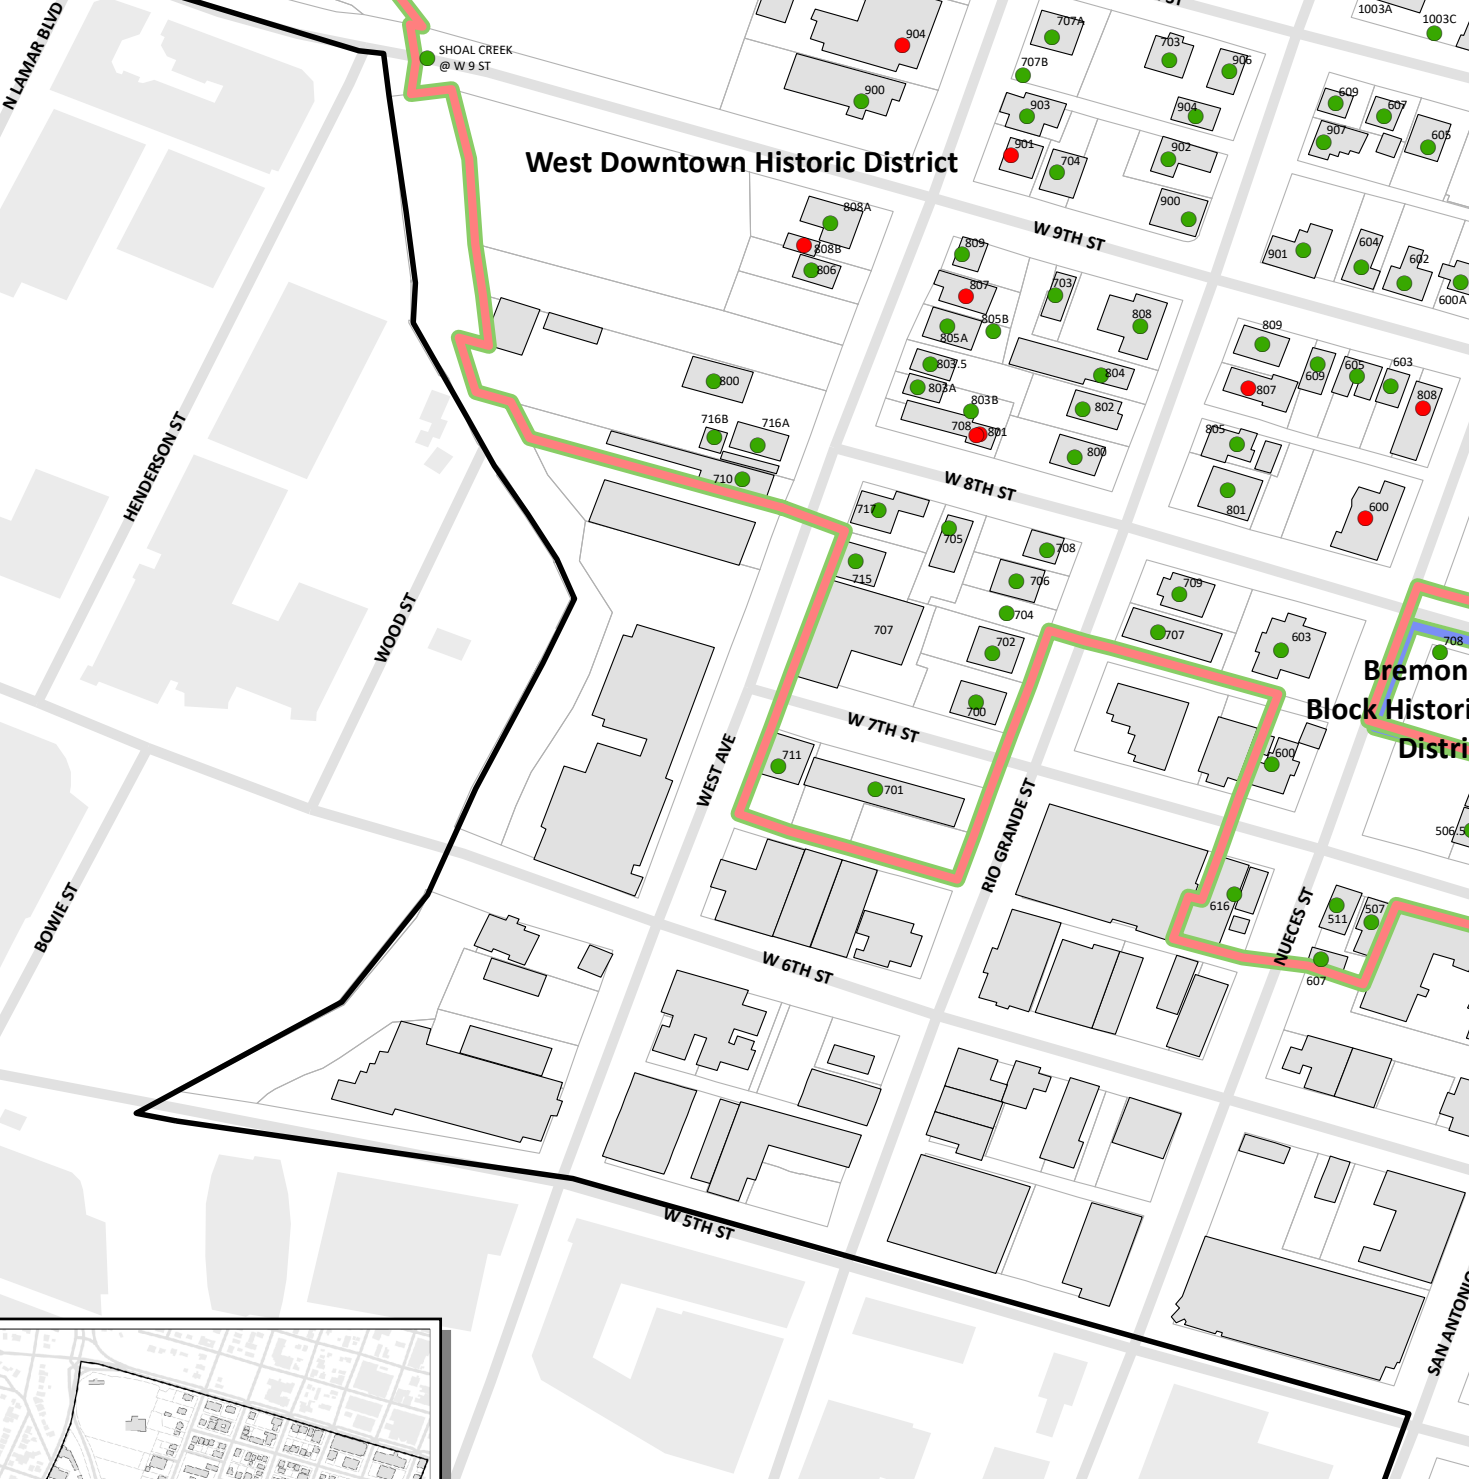 1003A
1003C
707A
703
906
904
SHOAL CREEK
@ W 9 ST
N LAMAR BLVD
707B
900
903
904
609
607
605
907
West Downtown Historic District
901
704
902
900
808A
808B
806
W 9TH ST
901
604
602
600A
809
807
703
805B
805A
808
809
803.5
804
609
605
603
803A
807
808
800
803B
802
716B
716A
708
801
805
800
710
W 8TH ST
801
600
HENDERSON ST
717
705
708
715
706
709
WOOD ST
704
707
707
603
708
702
Bremon
Block Histori
Distri
700
W 7TH ST
WEST AVE
711
600
701
RIO GRANDE ST
506.5
BOWIE ST
616
511
507
NUECES ST
W 6TH ST
607
W 5TH ST
SAN ANTONIO